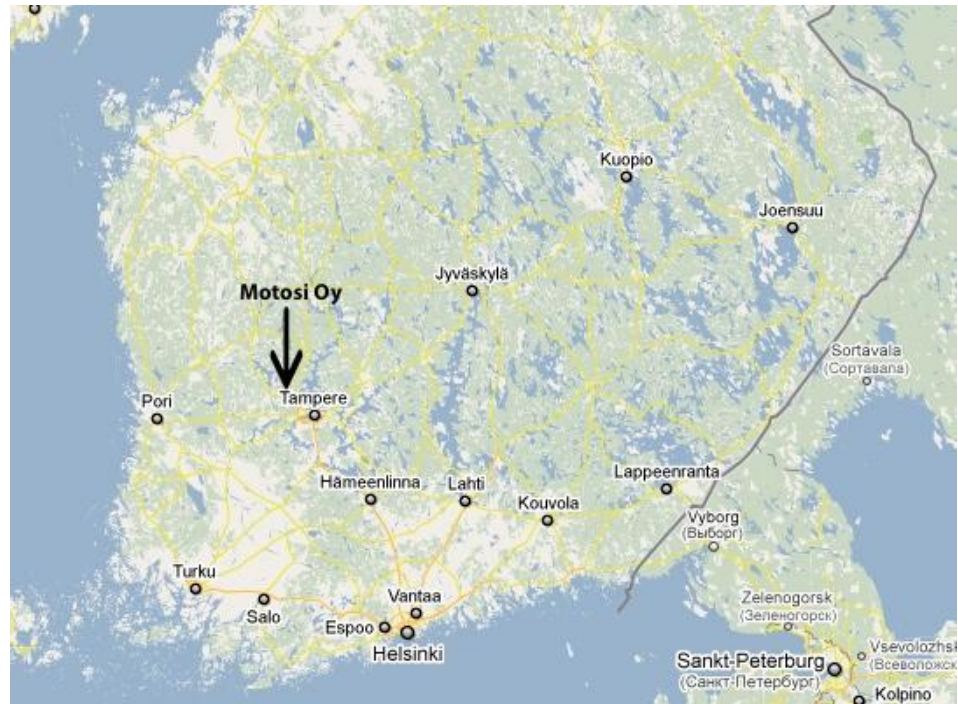 Kuopio
Joensuu
Jyväskylä
Motosi Oy
Sortavala
(Сортавала)
Tampere
Pori
Lappeenranta
Hämeenlinna
Lahti
Kouvola
Vyborg
(Выборг)
Turku
Salo
Vantaa
Espoo
Helsinki
Zelenogorsk
(Зеленогорск)
Vsevolozhsk
(Всеволожск
Sankt-Peterburg
(Санкт-Петербург)
Kolpino